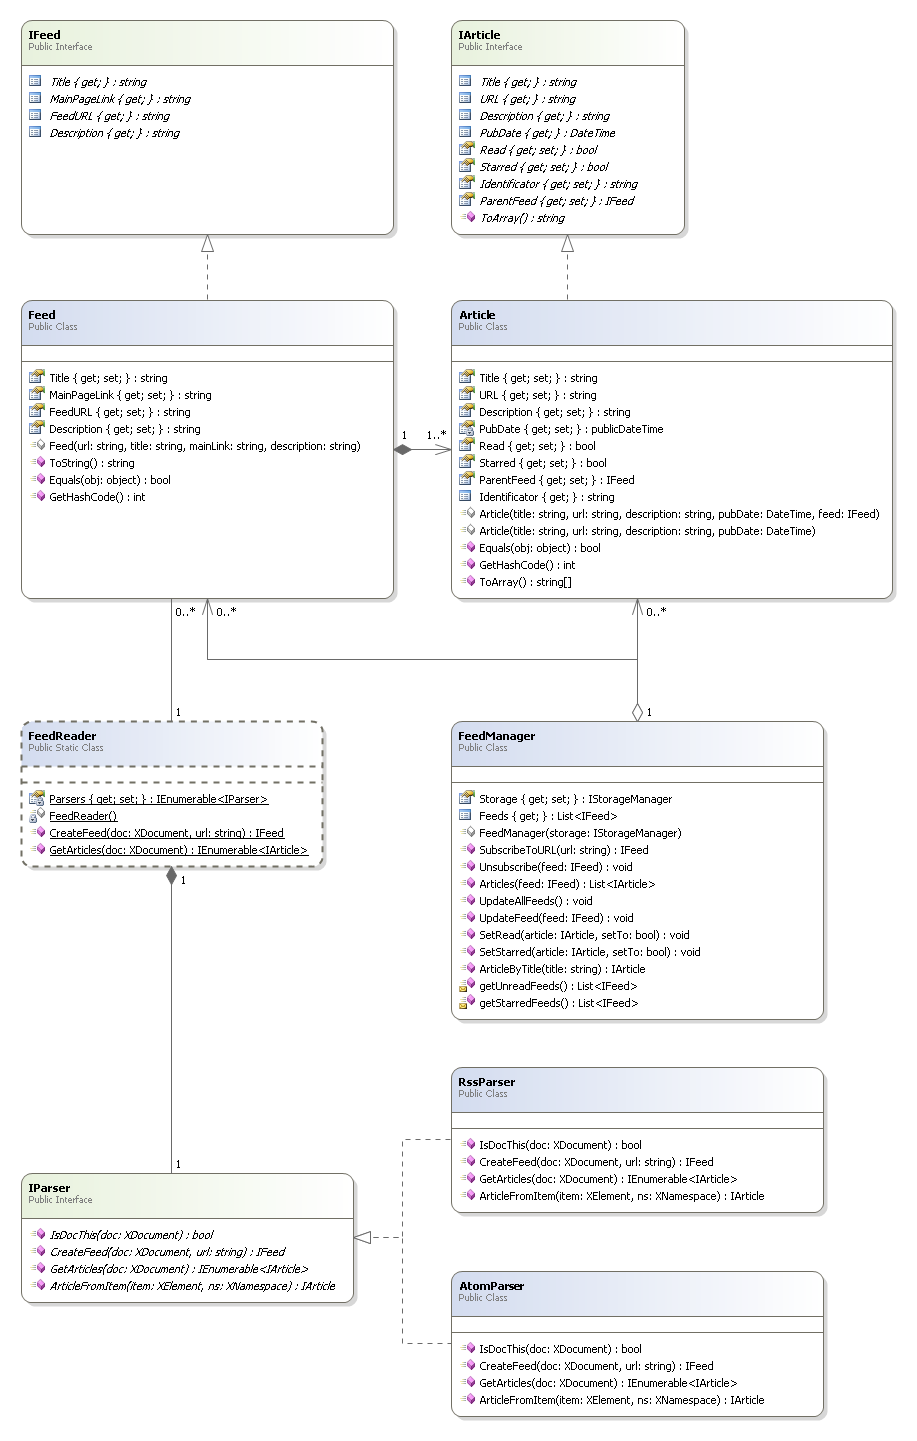 IFeed
Public Interface
Title { get; } : string
MainPageLink { get; } : string
FeedURL { get; } : string
Description { get; } : string
IArticle
Public Interface
Title { get; } : string
URL { get; } : string
Description { get; } : string
PubDate { get; } : DateTime
Read { get; set; } : bool
Starred { get; set; } : bool
Identificator { get; set; } : string
ParentFeed { get; set; } : IFeed
ToArray() : string
Feed
Public Class
Title { get; set; } : string
MainPageLink { get; set; } : string
FeedURL { get; set; } : string
Description { get; set; } : string
Feed(url: string, title: string, mainLink: string, description: string)
ToString() : string
Equals(obj: object) : bool
GetHashCode() : int
1
1..*
Article
Public Class
Title { get; set; } : string
URL { get; set; } : string
Description { get; set; } : string
PubDate { get; set; } : publicDateTime
Read { get; set; } : bool
Starred { get; set; } : bool
ParentFeed { get; set; } : IFeed
Identificator { get; } : string
Article(title: string, url: string, description: string, pubDate: DateTime, feed: IFeed)
Article(title: string, url: string, description: string, pubDate: DateTime)
Equals(obj: object) : bool
GetHashCode() : int
ToArray() : string[]
0..*
0..*
0..*
1
1
FeedReader
Public Static Class
Parsers { get; set; } : IEnumerable<IParser>
FeedReader()
CreateFeed(doc: XDocument, url: string) : IFeed
GetArticles(doc: XDocument) : IEnumerable<IArticle>
1
FeedManager
Public Class
Storage { get; set; } : IStorageManager
Feeds { get; } : List<IFeed>
FeedManager(storage: IStorageManager)
SubscribeToURL(url: string) : IFeed
Unsubscribe(feed: IFeed) : void
Articles(feed: IFeed) : List<IArticle>
UpdateAllFeeds() : void
UpdateFeed(feed: IFeed) : void
SetRead(article: IArticle, setTo: bool) : void
SetStarred(article: IArticle, setTo: bool) : void
ArticleByTitle(title: string) : IArticle
getUnreadFeeds() : List<IFeed>
getStarredFeeds() : List<IFeed>
RssParser
Public Class
IsDocThis(doc: XDocument) : bool
CreateFeed(doc: XDocument, url: string) : IFeed
GetArticles(doc: XDocument) : IEnumerable<IArticle>
ArticleFromItem(item: XElement, ns: XNamespace) : IArticle
1
IParser
Public Interface
IsDocThis(doc: XDocument) : bool
CreateFeed(doc: XDocument, url: string) : IFeed
GetArticles(doc: XDocument) : IEnumerable<IArticle>
ArticleFromItem(item: XElement, ns: XNamespace) : IArticle
AtomParser
Public Class
IsDocThis(doc: XDocument) : bool
CreateFeed(doc: XDocument, url: string) : IFeed
GetArticles(doc: XDocument) : IEnumerable<IArticle>
ArticleFromItem(item: XElement, ns: XNamespace) : IArticle